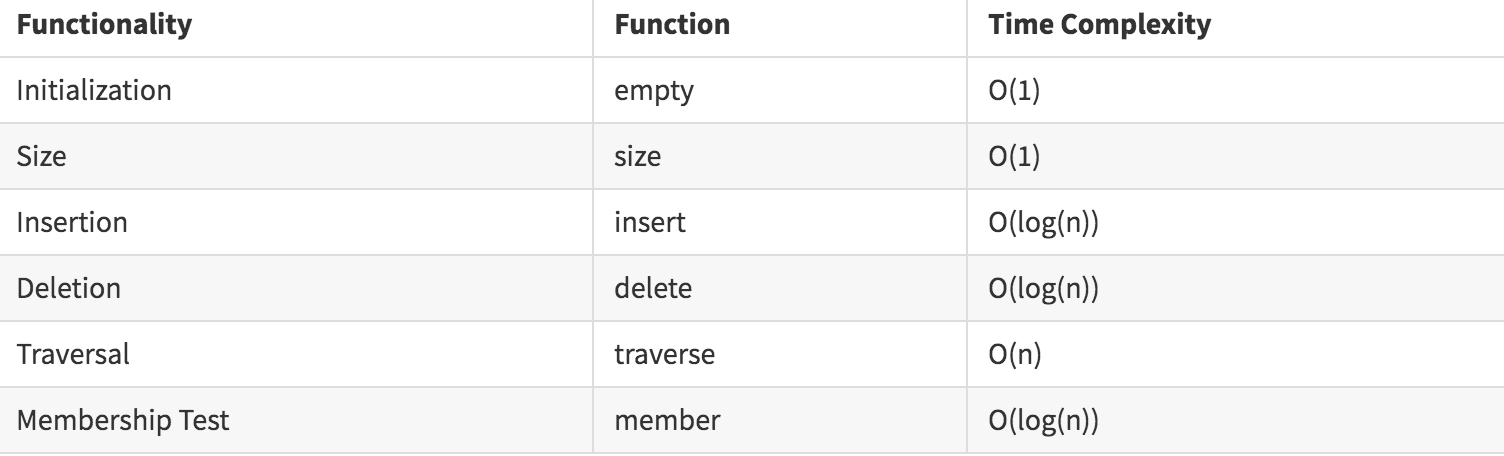 Functionality Function Time Complexity
Initialization empty O(1)
Size size O(1)
Insertion insert O(log(n))
Deletion delete O(log(n))
Traversal traverse O(n)
Membership Test member O(log(n))